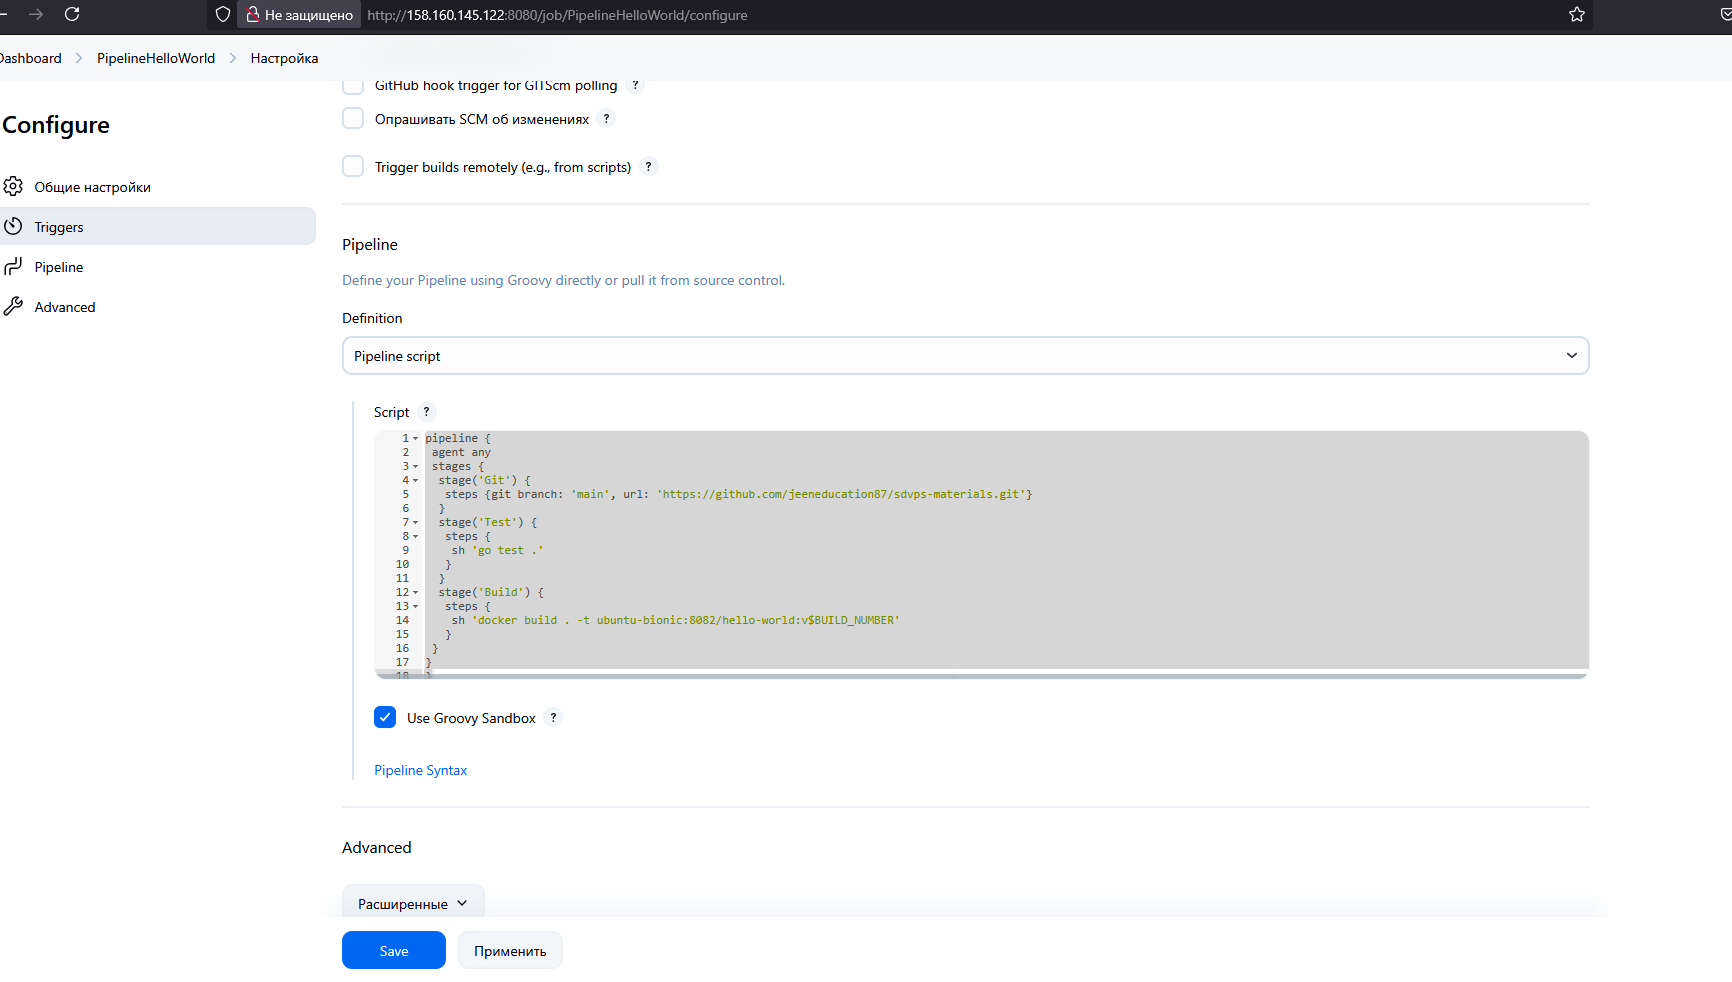 Не защищено http://158.160.145.122:8080/job/PipelineHelloWorld/configure
Dashboard PipelineHelloWorld Настройка
Configure
Общие настройки
Triggers
Pipeline
Advanced
GitHub hook trigger for GITScm polling ?
Опрашивать SCM об изменениях ?
Trigger builds remotely (e.g., from scripts) ?
Pipeline
Define your Pipeline using Groovy directly or pull it from source control.
Definition
Pipeline script
Script ?
1 pipeline {
2 agent any
3 stages {
4 stage('Git') {
5 steps {git branch: 'main', url: 'https://github.com/jeeneducation87/sdvps-materials.git'}
6 }
7 stage('Test') {
8 steps {
9 sh 'go test .'
10 }
11 }
12 stage('Build') {
13 steps {
14 sh 'docker build . -t ubuntu-bionic:8082/hello-world:v$BUILD_NUMBER'
15 }
16 }
17 }
18 }
Use Groovy Sandbox ?
Pipeline Syntax
Advanced
Расширенные
Save Применить